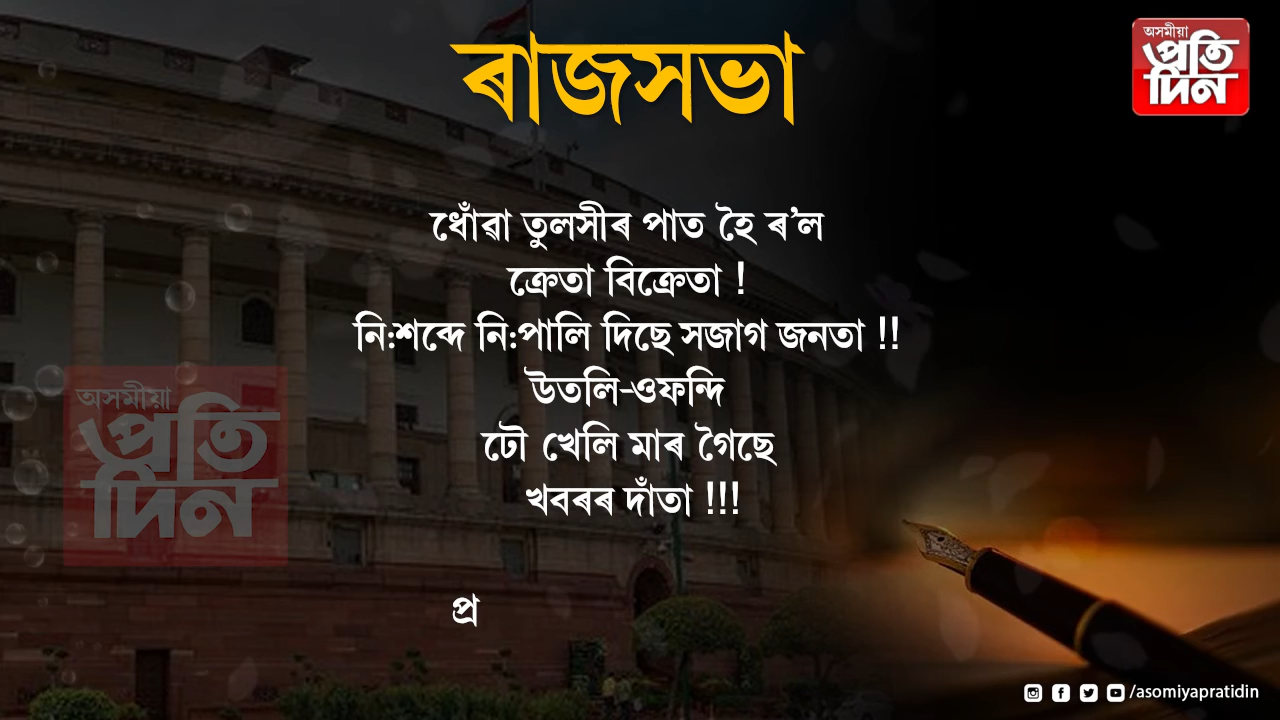 ৰাজসভা
অসমীয়া
প্ৰতি
দিন
ধোঁৱা তুলসীৰ পাত হৈ ৰ’ল
ক্ৰেতা বিক্ৰেতা !
নি:শব্দে নি:পালি দিছে সজাগ জনতা !!
উতলি-ওফন্দি
ঢৌ খেলি মাৰ গৈছে
খবৰৰ দাঁতা !!!
অসমীয়া
প্ৰতি
দিন
প্ৰ
/asomiyapratidin